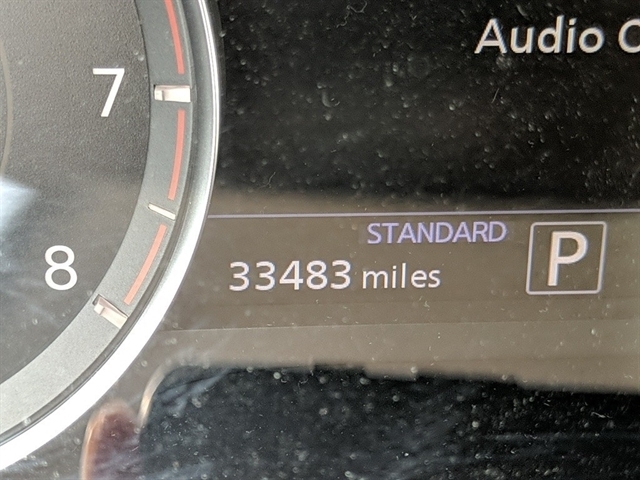 Audio
7
STANDARD
P
8
33483 miles